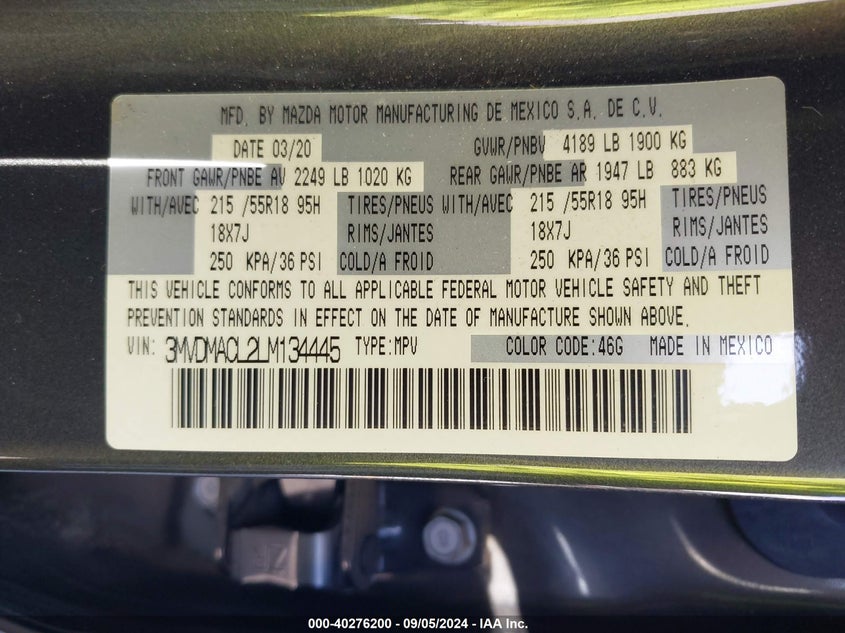 MFD. BY MAZDA MOTOR MANUFACTURING DE MEXICO S.A. DE C.V.
DATE 03/20 GVWR/PNBV 4189 LB 1900 KG
FRONT GAWR/PNBE AV 2249 LB 1020 KG REAR GAWR/PNBE AR 1947 LB 883 KG
WITH/AVEC 215 /55R18 95H TIRES/PNEUS WITH/AVEC 215 /55R18 95H TIRES/PNEUS
18X7J RIMS/JANTES 18X7J RIMS/JANTES
250 KPA/36 PSI COLD/A FROID 250 KPA/36 PSI COLD/A FROID
THIS VEHICLE CONFORMS TO ALL APPLICABLE FEDERAL MOTOR VEHICLE SAFETY AND THEFT
PREVENTION STANDARDS IN EFFECT ON THE DATE OF MANUFACTURE SHOWN ABOVE.
VIN: 3MVDMACL2LM134445 TYPE:MPV COLOR CODE:46G MADE IN MEXICO
000-40276200 - 09/05/2024 - IAA Inc.